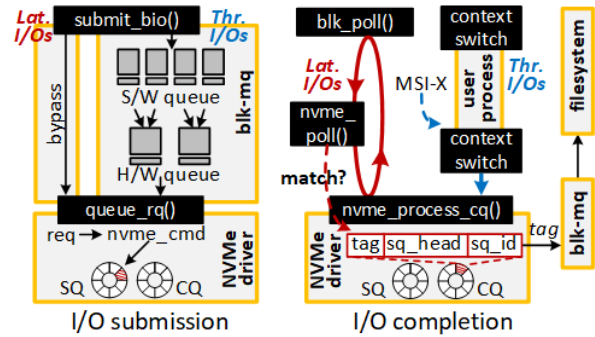 Lat.
I/Os
submit_bio()
Thr.
I/Os
bypass
S/W queue
blk-mq
H/W queue
queue_rq()
req
nvme_cmd
NVMe
driver
SQ
CQ
I/O submission
blk_poll()
Lat.
I/Os
nvme_
poll()
match?
context
switch
MSI-X
user
process
Thr.
I/Os
context
switch
nvme_process_cq()
tag
sq_head
sq_id
NVMe
driver
SQ
CQ
tag
blk-mq
filesystem
I/O completion